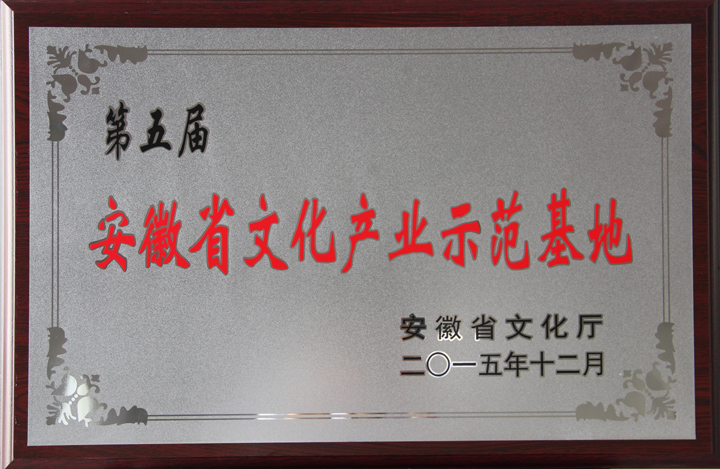 第五届
安徽省文化产业示范基地
安徽省文化厅
二〇一五年十二月